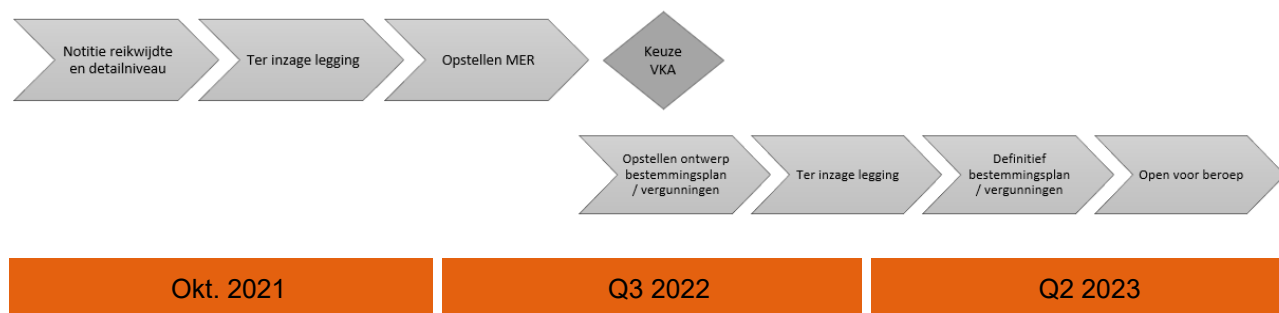 Notitie reikwijdte
en detailniveau
Ter inzage legging
Opstellen MER
Keuze
VKA
Opstellen ontwerp
bestemmingsplan
/ vergunningen
Ter inzage legging
Definitief
bestemmingsplan
/ vergunningen
Open voor beroep
Okt. 2021
Q3 2022
Q2 2023